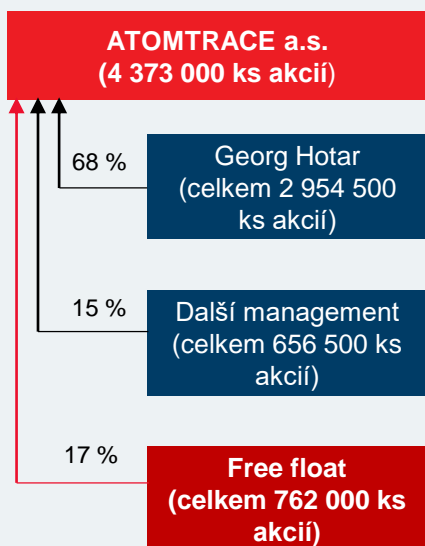 ATOMTRACE a.s.
(4 373 000 ks akcií)
68 %
Georg Hotar
(celkem 2 954 500
ks akcií)
15 %
Další management
(celkem 656 500 ks
akcií)
17 %
Free float
(celkem 762 000 ks
akcií)